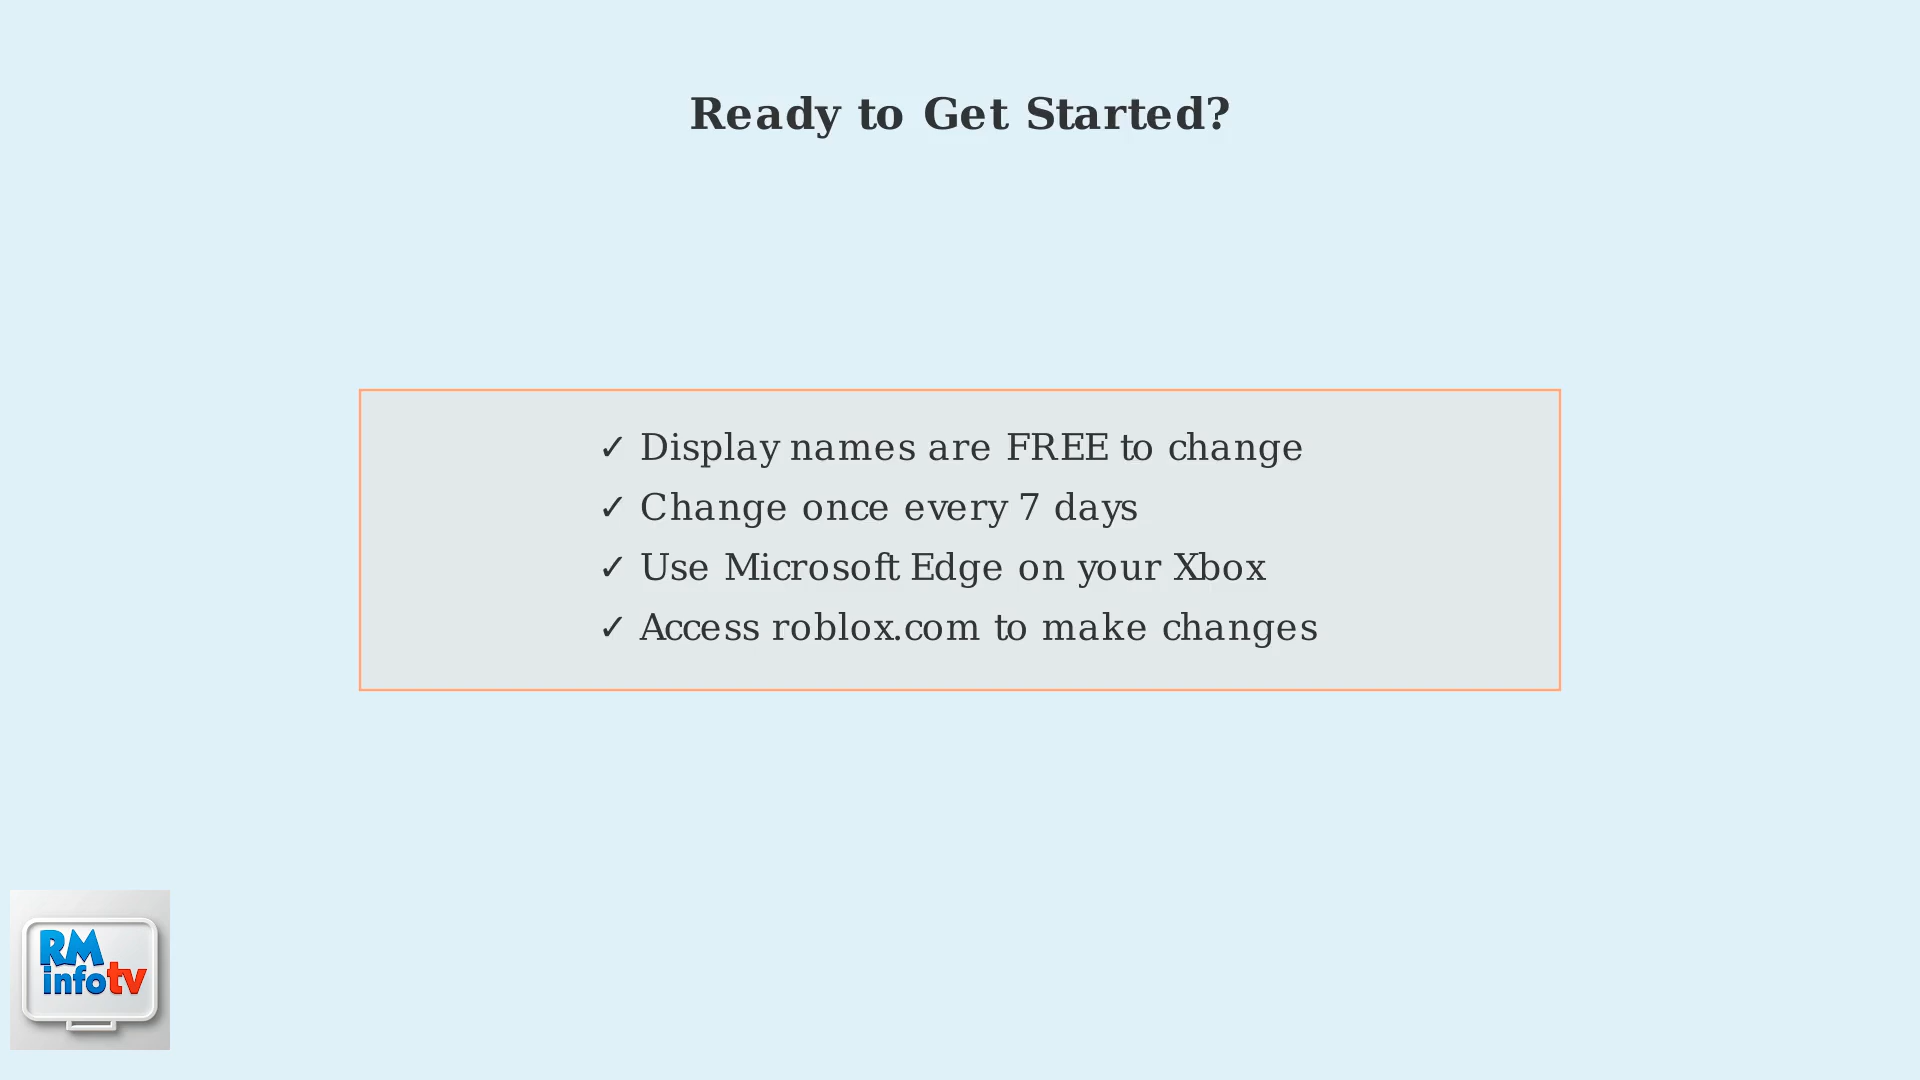 Ready to Get Started?
✓ Display names are FREE to change
✓ Change once every 7 days
✓ Use Microsoft Edge on your Xbox
✓ Access roblox.com to make changes
RM
infotv